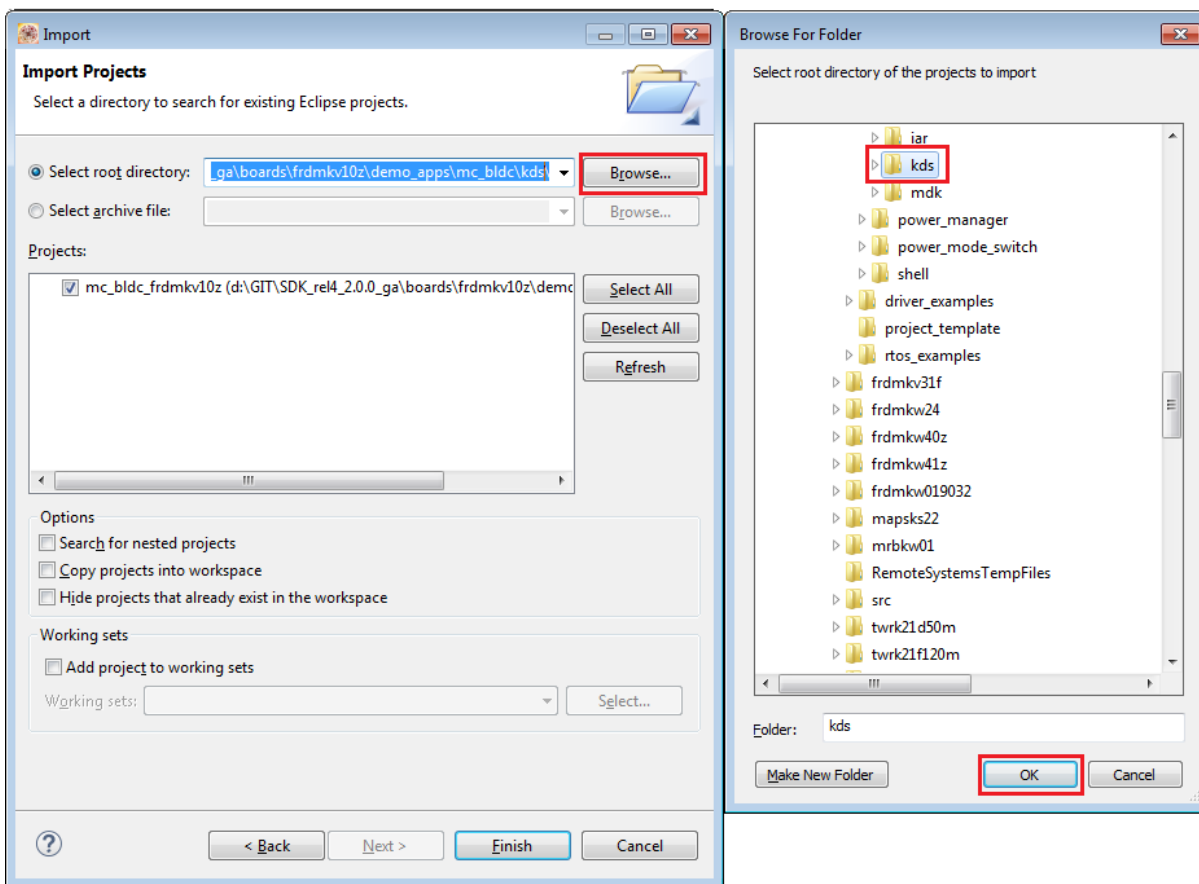 Import
Import Projects
Select a directory to search for existing Eclipse projects.
Select root directory:
_ga\boards\frdmkv10z\demo_apps\mc_bldc\kds\
Browse...
Select archive file:
Browse...
Projects:
mc_bldc_frdmkv10z (d:\GIT\SDK_rel4_2.0.0_ga\boards\frdmkv10z\demc
Select All
Deselect All
Refresh
Options
Search for nested projects
Copy projects into workspace
Hide projects that already exist in the workspace
Working sets
Add project to working sets
Working sets:
Select...
< Back
Next >
Finish
Cancel
Browse For Folder
Select root directory of the projects to import
iar
kds
mdk
power_manager
power_mode_switch
shell
driver_examples
project_template
rtos_examples
frdmkv31f
frdmkw24
frdmkw40z
frdmkw41z
frdmkw019032
mapsks22
mrbkw01
RemoteSystemsTempFiles
src
twrk21d50m
twrk21f120m
Folder:
kds
Make New Folder
OK
Cancel